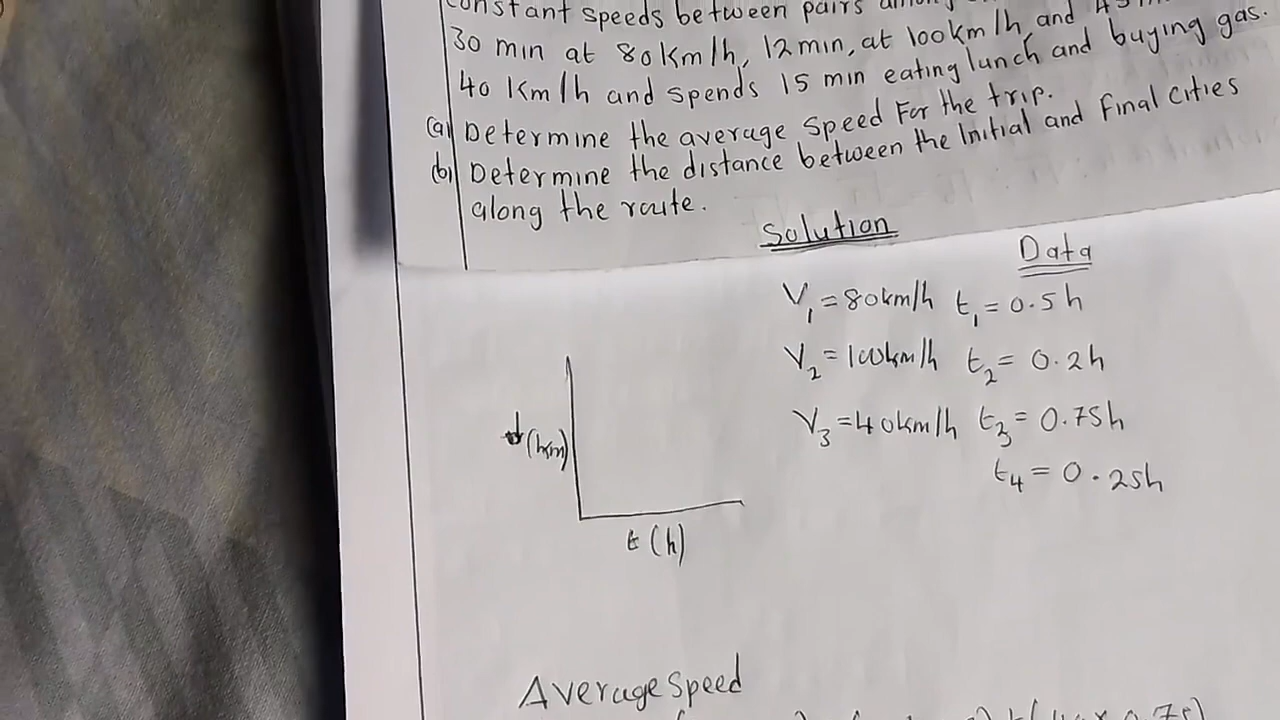 constant speeds between pairs
30 min at 80km/h, 12min, at 100km/h, and
40 km/h and spends 15 min eating lunch and buying gas.
(a) Determine the average speed For the trip.
(b) Determine the distance between the Initial and Final cities
along the route.
Solution
Data
V₁ = 80km/h t₁ = 0.5h
V₂ = 100km/h t₂ = 0.2h
V₃ = 40km/h t₃ = 0.75h
t₄ = 0.25h
d (km)
t (h)
Average Speed